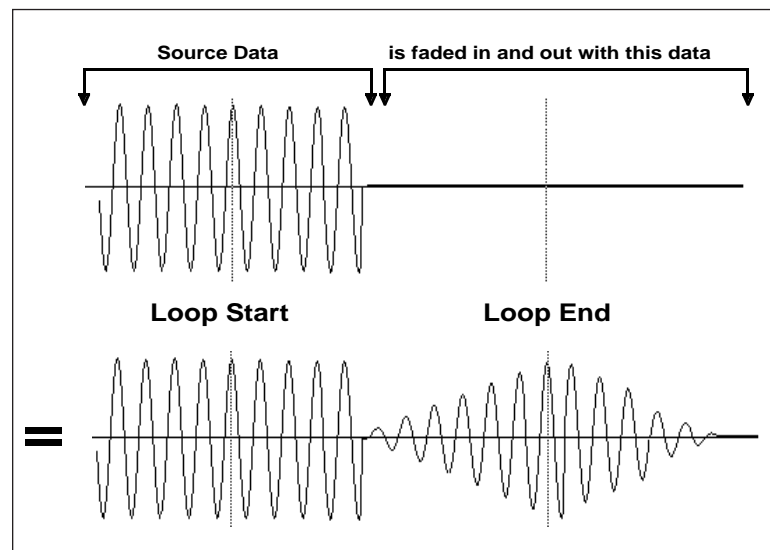 Source Data
is faded in and out with this data
Loop Start
Loop End
=